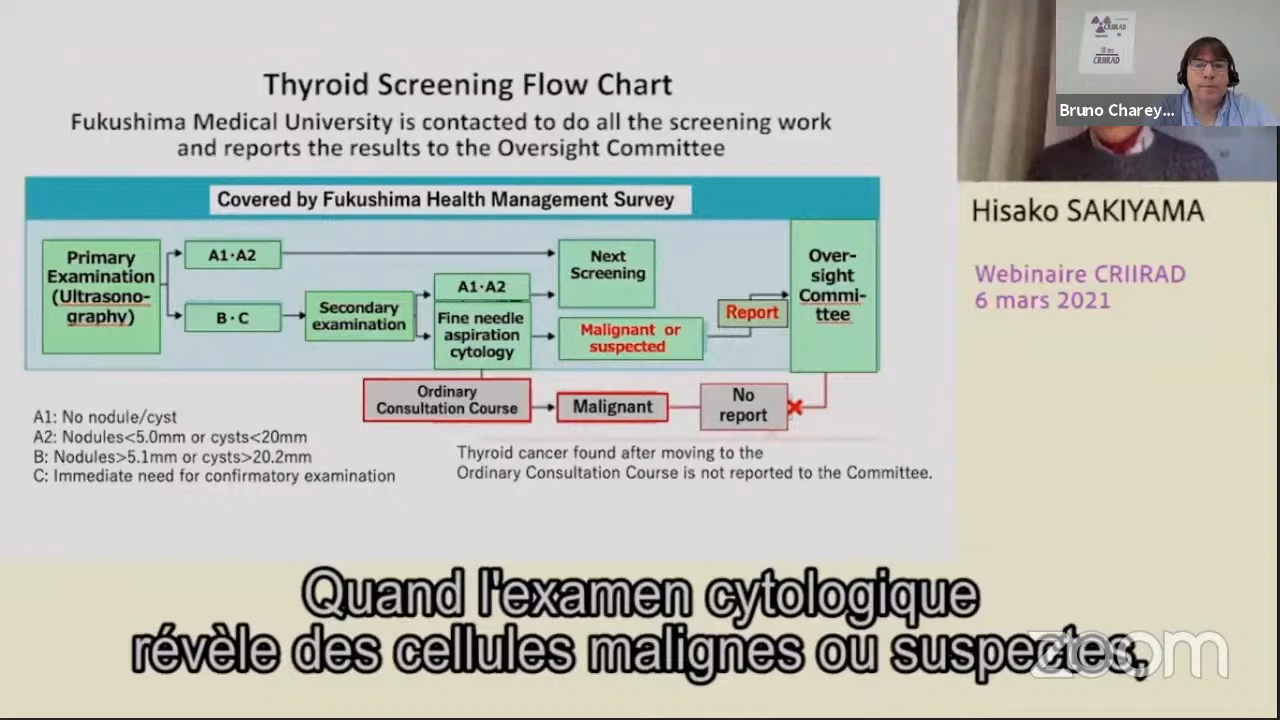 Thyroid Screening Flow Chart
Fukushima Medical University is contacted to do all the screening work
and reports the results to the Oversight Committee
Covered by Fukushima Health Management Survey
Primary
Examination
(Ultrasono-
graphy)
A1·A2
B·C
Secondary
examination
A1·A2
Fine needle
aspiration
cytology
Next
Screening
Malignant or
suspected
Report
Over-
sight
Commi-
ttee
Ordinary
Consultation Course
Malignant
No
report
A1: No nodule/cyst
A2: Nodules<5.0mm or cysts<20mm
B: Nodules>5.1mm or cysts>20.2mm
C: Immediate need for confirmatory examination
Thyroid cancer found after moving to the
Ordinary Consultation Course is not reported to the Committee.
CRIIRAD
CRIIRAD
Bruno Charey...
Hisako SAKIYAMA
Webinaire CRIIRAD
6 mars 2021
Quand l'examen cytologique
révèle des cellules malignes ou suspectes,
zoom